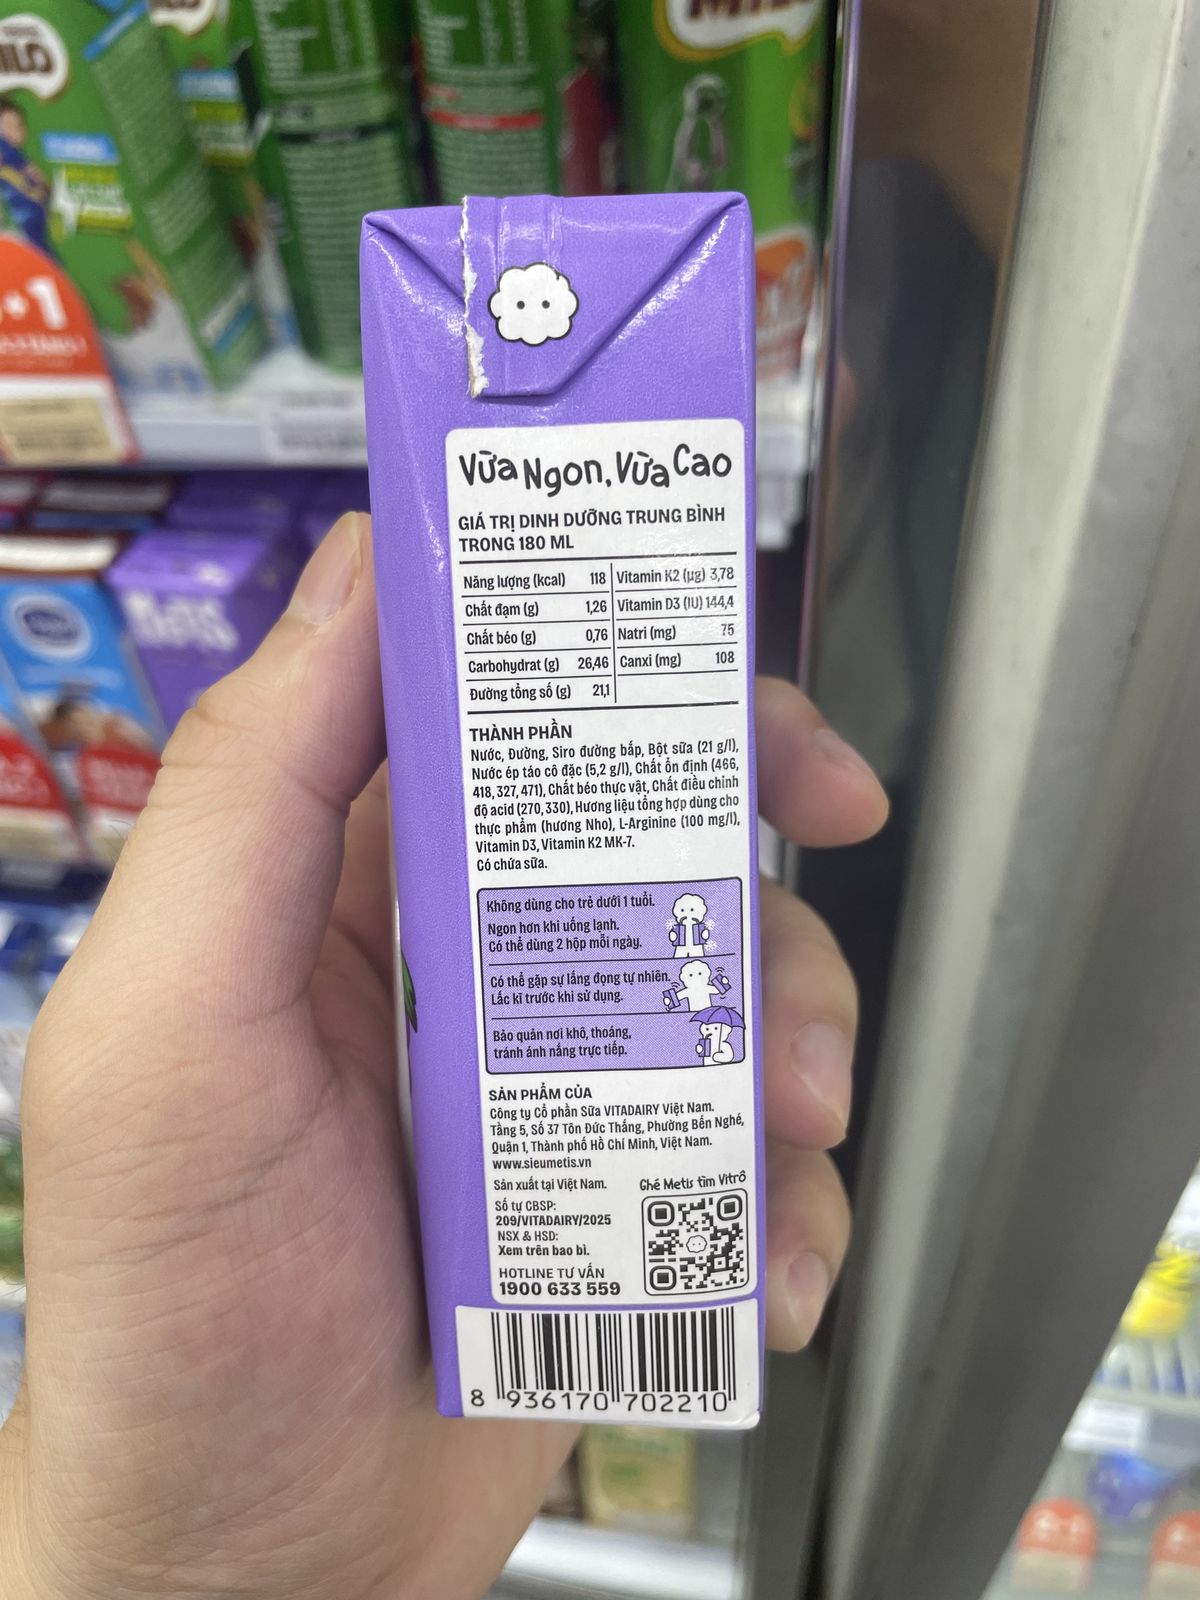 MILO
+1
Vừa Ngon, Vừa Cao
GIÁ TRỊ DINH DƯỠNG TRUNG BÌNH
TRONG 180 ML
Năng lượng (kcal) 118 Vitamin K2 (µg) 3,78
Chất đạm (g) 1,26 Vitamin D3 (IU) 144,4
Chất béo (g) 0,76 Natri (mg) 75
Carbohydrat (g) 26,46 Canxi (mg) 108
Đường tổng số (g) 21,1
THÀNH PHẦN
Nước, Đường, Siro đường bắp, Bột sữa (21 g/l),
Nước ép táo cô đặc (5,2 g/l), Chất ổn định (466,
418, 327, 471), Chất béo thực vật, Chất điều chỉnh
độ acid (270, 330), Hương liệu tổng hợp dùng cho
thực phẩm (hương Nho), L-Arginine (100 mg/l),
Vitamin D3, Vitamin K2 MK-7.
Có chứa sữa.
Không dùng cho trẻ dưới 1 tuổi.
Ngon hơn khi uống lạnh.
Có thể dùng 2 hộp mỗi ngày.
Có thể gặp sự lắng đọng tự nhiên.
Lắc kĩ trước khi sử dụng.
Bảo quản nơi khô, thoáng,
tránh ánh nắng trực tiếp.
SẢN PHẨM CỦA
Công ty Cổ phần Sữa VITADAIRY Việt Nam.
Tầng 5, Số 37 Tôn Đức Thắng, Phường Bến Nghé,
Quận 1, Thành phố Hồ Chí Minh, Việt Nam.
www.sieumetis.vn
Sản xuất tại Việt Nam.
Ghé Metis tìm Vitrô
Số tự CBSP:
209/VITADAIRY/2025
NSX & HSD:
Xem trên bao bì.
HOTLINE TƯ VẤN
1900 633 559
8 936170 702210